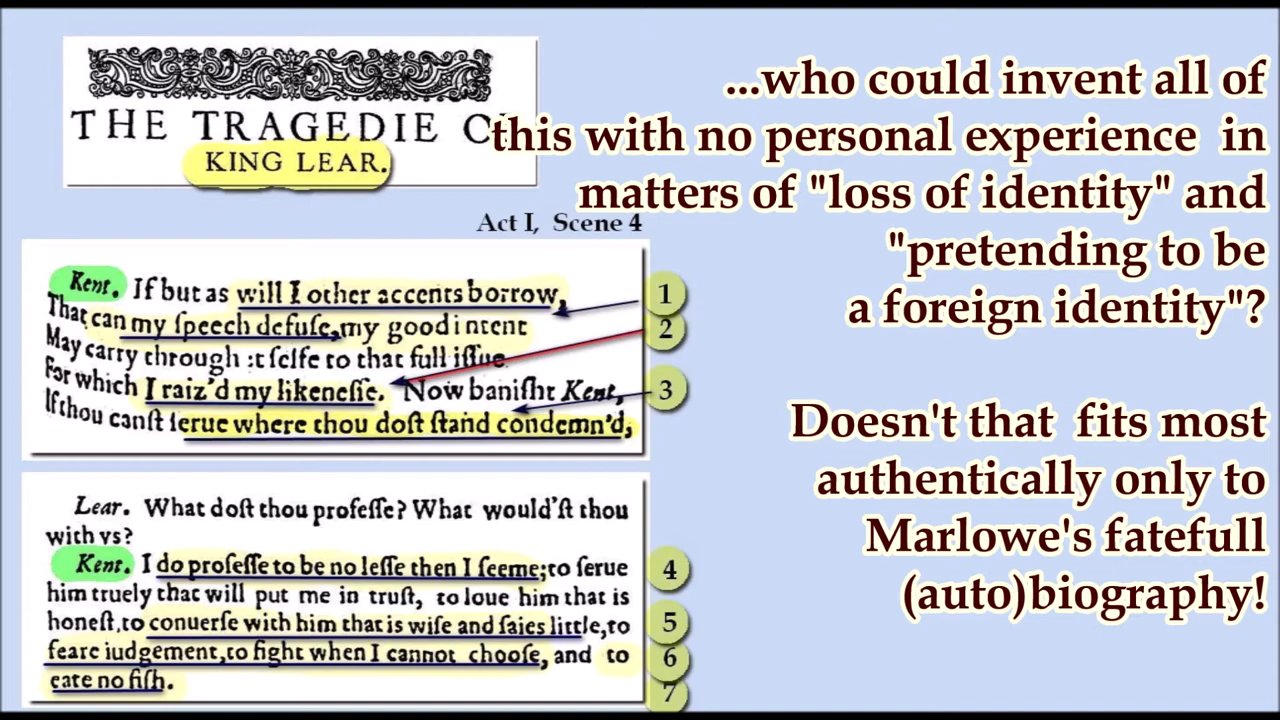 THE TRAGEDIE O
KING LEAR.
Act I, Scene 4
Kent. If but as will I other accents borrow,
That can my ſpeech defuſe, my good intent
May carry through it ſelfe to that full iſſue
For which I raiz'd my likeneſſe. Now baniſht Kent,
If thou canſt ſerue where thou doſt ſtand condemn'd,
1
2
3
Lear. What doſt thou profeſſe? What would'ſt thou
with vs?
Kent. I do profeſſe to be no leſſe then I ſeeme; to ſerue
him truely that will put me in truſt, to loue him that is
honeſt, to conuerſe with him that is wiſe and ſaies little, to
feare iudgement, to fight when I cannot chooſe, and to
eate no fiſh.
4
5
6
7
...who could invent all of
this with no personal experience in
matters of "loss of identity" and
"pretending to be
a foreign identity"?
Doesn't that fits most
authentically only to
Marlowe's fatefull
(auto)biography!